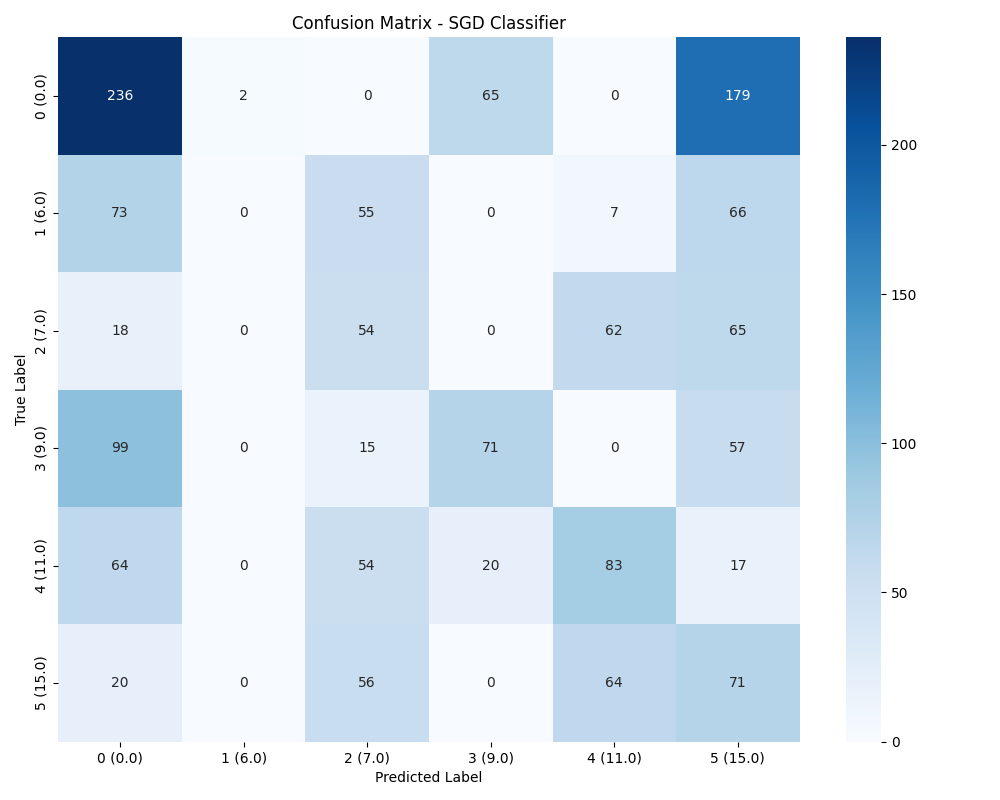 Confusion Matrix - SGD Classifier
True Label
0 (0.0)
236 2 0 65 0 179
1 (6.0)
73 0 55 0 7 66
2 (7.0)
18 0 54 0 62 65
3 (9.0)
99 0 15 71 0 57
4 (11.0)
64 0 54 20 83 17
5 (15.0)
20 0 56 0 64 71
0 (0.0) 1 (6.0) 2 (7.0) 3 (9.0) 4 (11.0) 5 (15.0)
Predicted Label
200
150
100
50
0